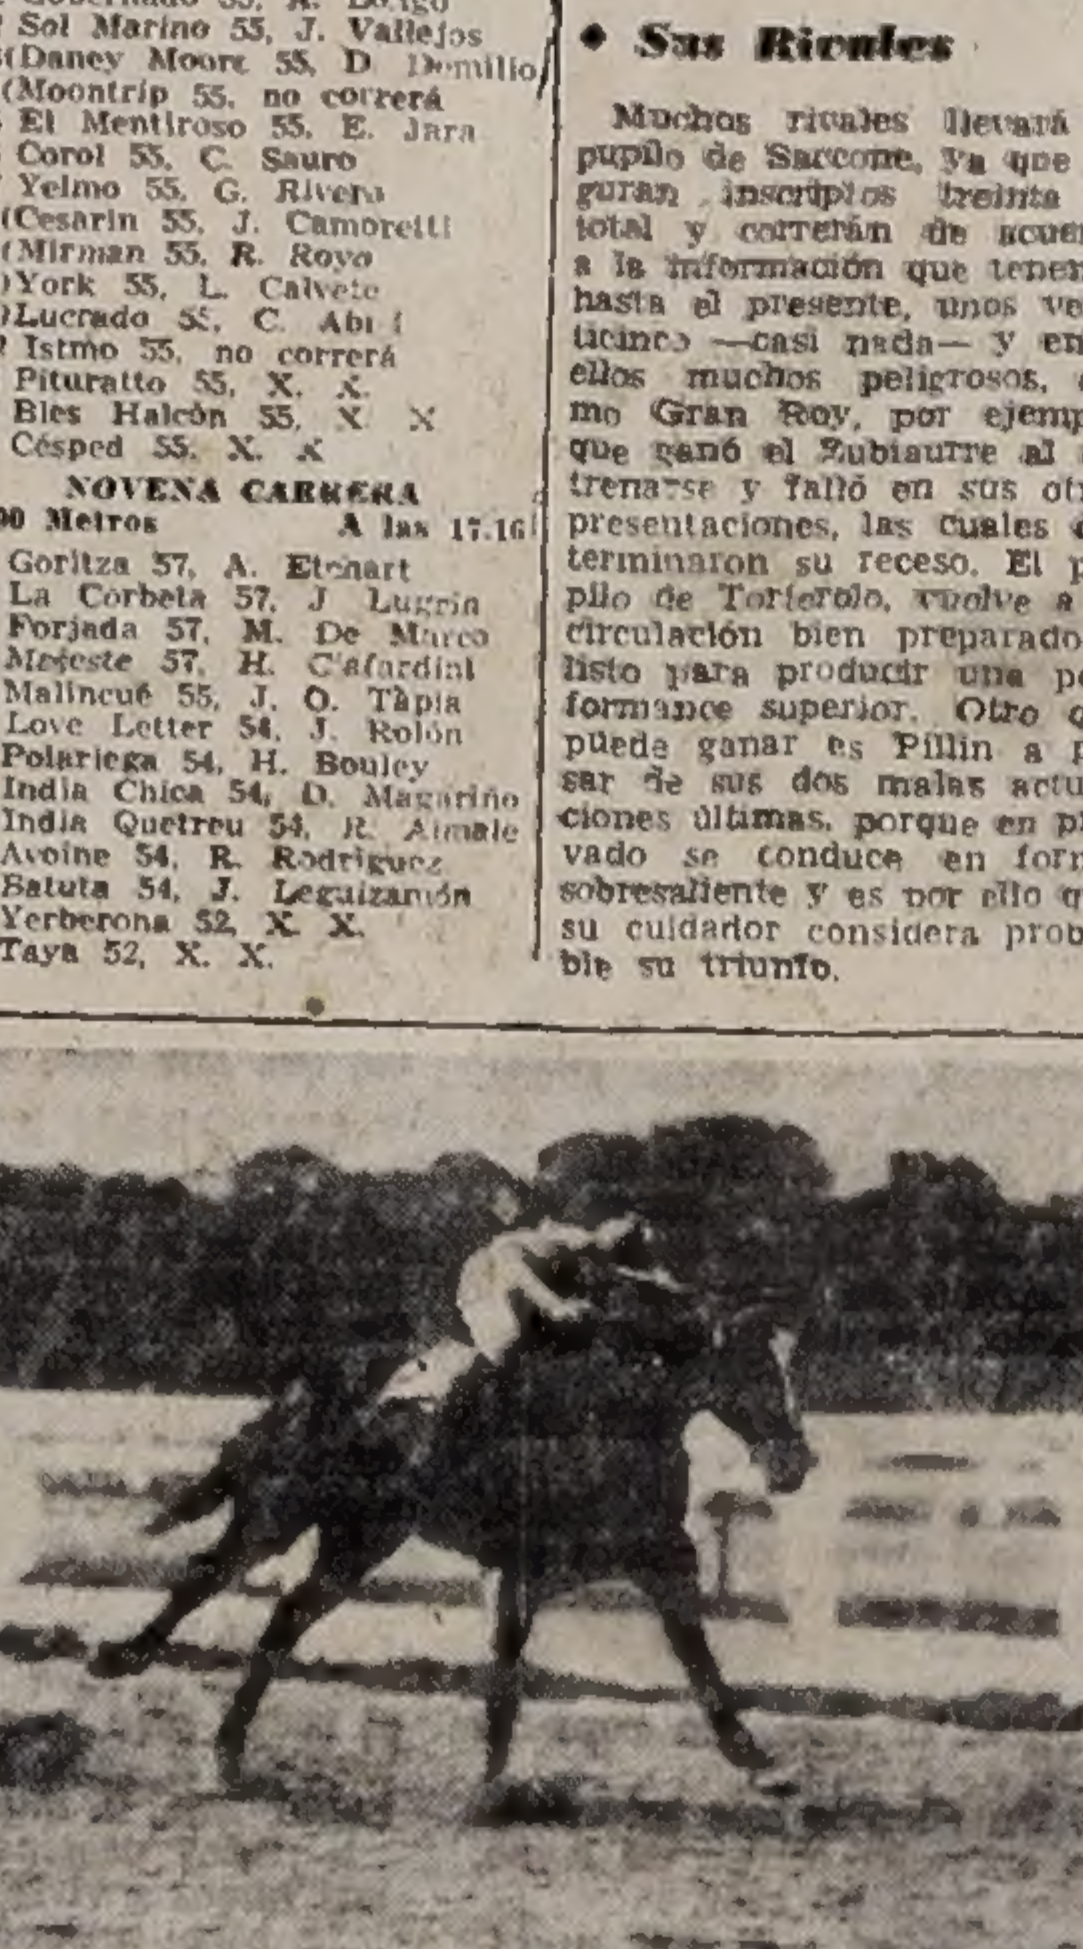 Sol Marino 55, J. Vallejos
(Daney Moore 55, D. Demilio
(Moontrip 55. no correrá
El Mentiroso 55, E. Jara
Corol 55, C. Sauro
Yelmo 55, G. Rivera
(Cesarin 55, J. Camoretti
(Mirman 55, R. Royo
)York 55, L. Calvete
)Lucrado 55, C.
Istmo 55, no correrá
Pituratto 55, X. X.
Bles Halcón 55, X X
Césped 55. X. X
NOVENA CARRERA
00 Metros A las 17.16
Goritza 57, A. Etchart
La Corbeta 57, J Lugrin
Forjada 57, M. De Marco
57, H. Cafardini
Malincué 55, J. O. Tapia
Love Letter 54, J. Rolón
Polariega 54, H. Bouley
India Chica 54, D. Magariño
India Quetreu 54, R. Aimale
Avoine 54, R. Rodriguez
Batuta 54, J. Leguizamón
Yerberona 52, X. X.
Taya 52, X. X.
• Sus Rivales
Muchos rivales llevará
pupilo de Saccone, ya que
guran inscriptos treinta
total y correrán de acuer
a la información que tenem
hasta el presente, unos ve
ticinco —casi nada— y en
ellos muchos peligrosos,
mo Gran Roy, por ejemp
que ganó el Zubiaurre al
trenarse y falló en sus otr
presentaciones, las cuales
terminaron su receso. El p
pilo de Torterolo, vuelve a
circulación bien preparado
listo para producir una pe
formance superior. Otro q
puede ganar es Pillin a p
sar de sus dos malas actu
ciones últimas, porque en pr
vado se conduce en form
sobresaliente y es por ello q
su cuidador considera prob
ble su triunfo.